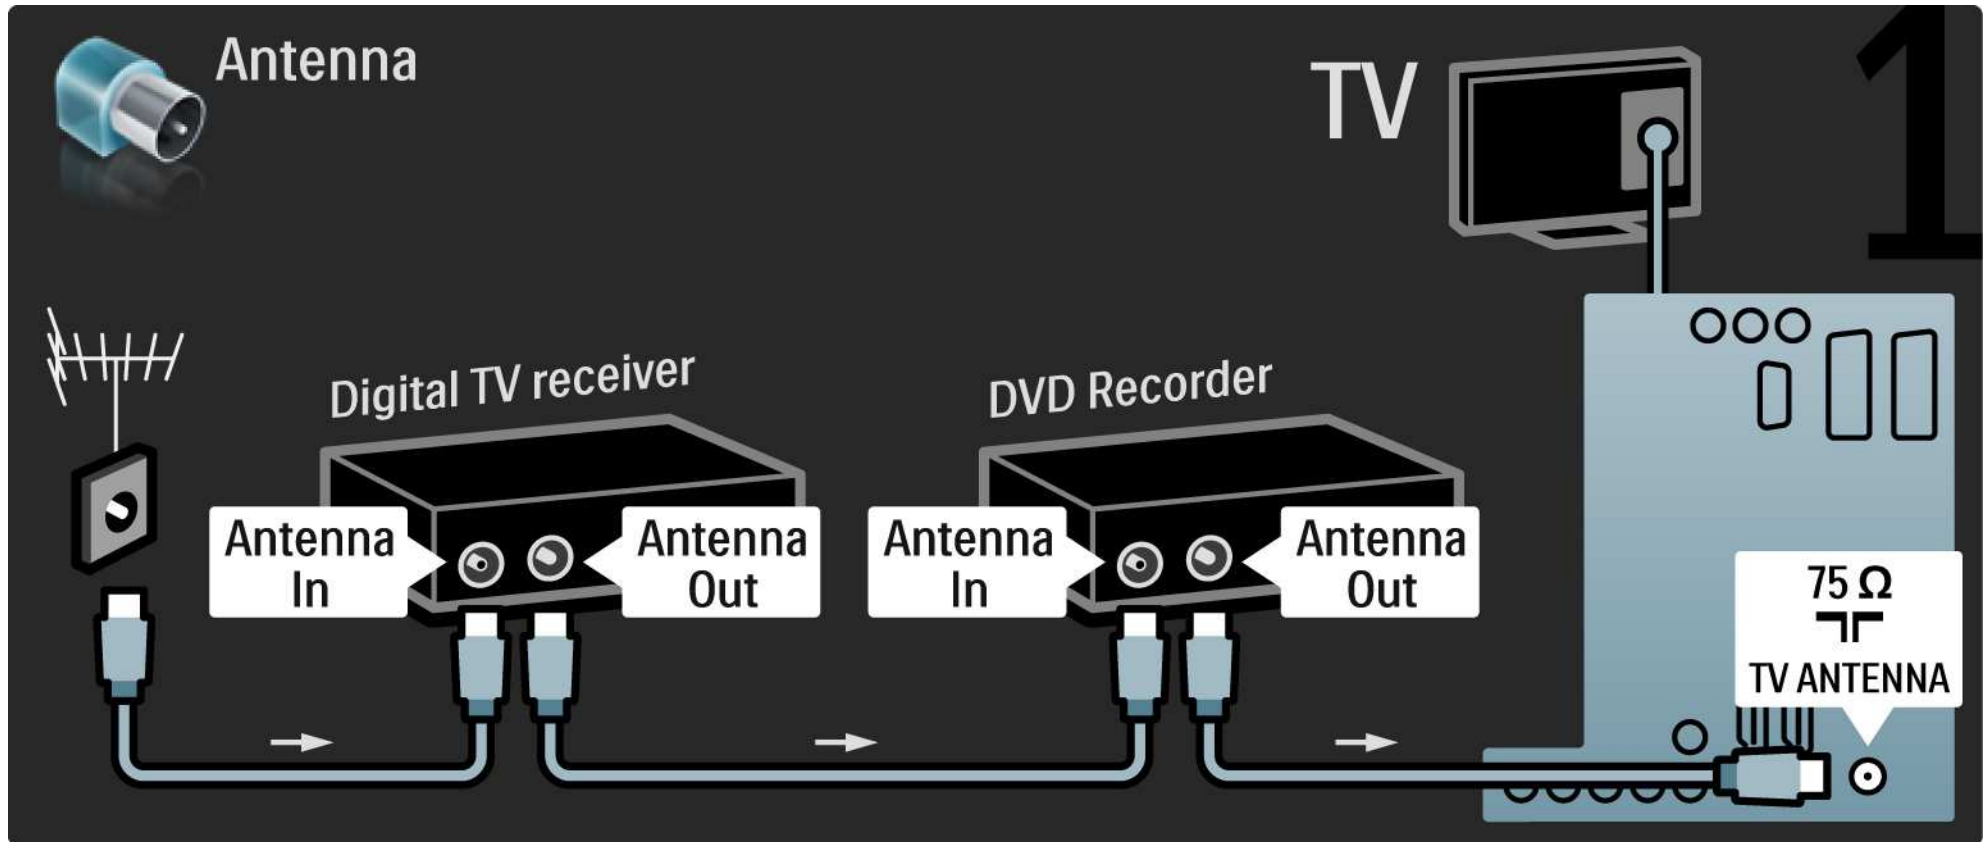 Antenna
TV
1
Digital TV receiver
DVD Recorder
Antenna
In
Antenna
Out
Antenna
In
Antenna
Out
75 Ω
TV ANTENNA